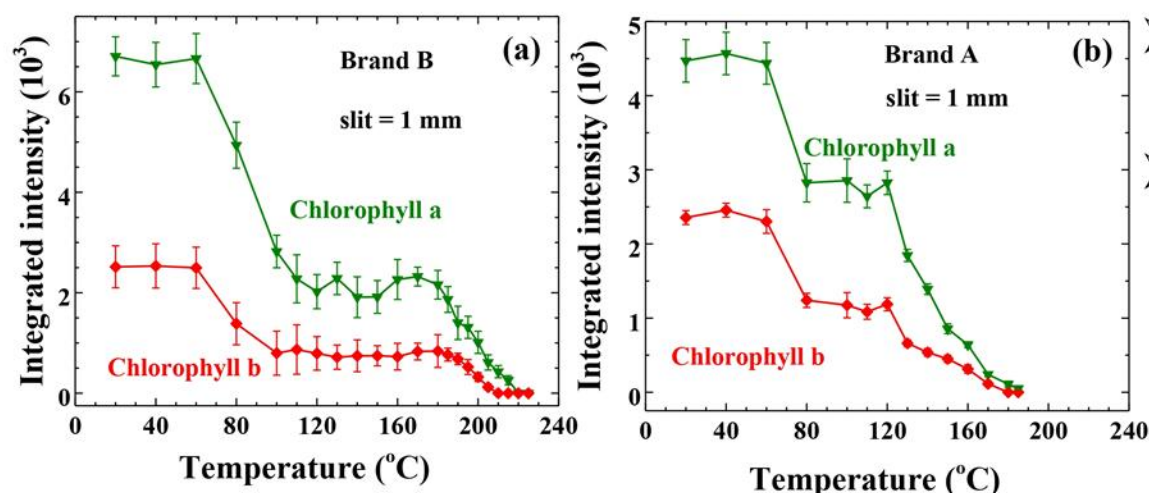 (a)
Brand B
slit = 1 mm
Chlorophyll a
Chlorophyll b
Integrated intensity (10³)
6
4
2
0
0 40 80 120 160 200 240
Temperature (°C)
(b)
Brand A
slit = 1 mm
Chlorophyll a
Chlorophyll b
Integrated intensity (10³)
5
4
3
2
1
0
0 40 80 120 160 200 240
Temperature (°C)